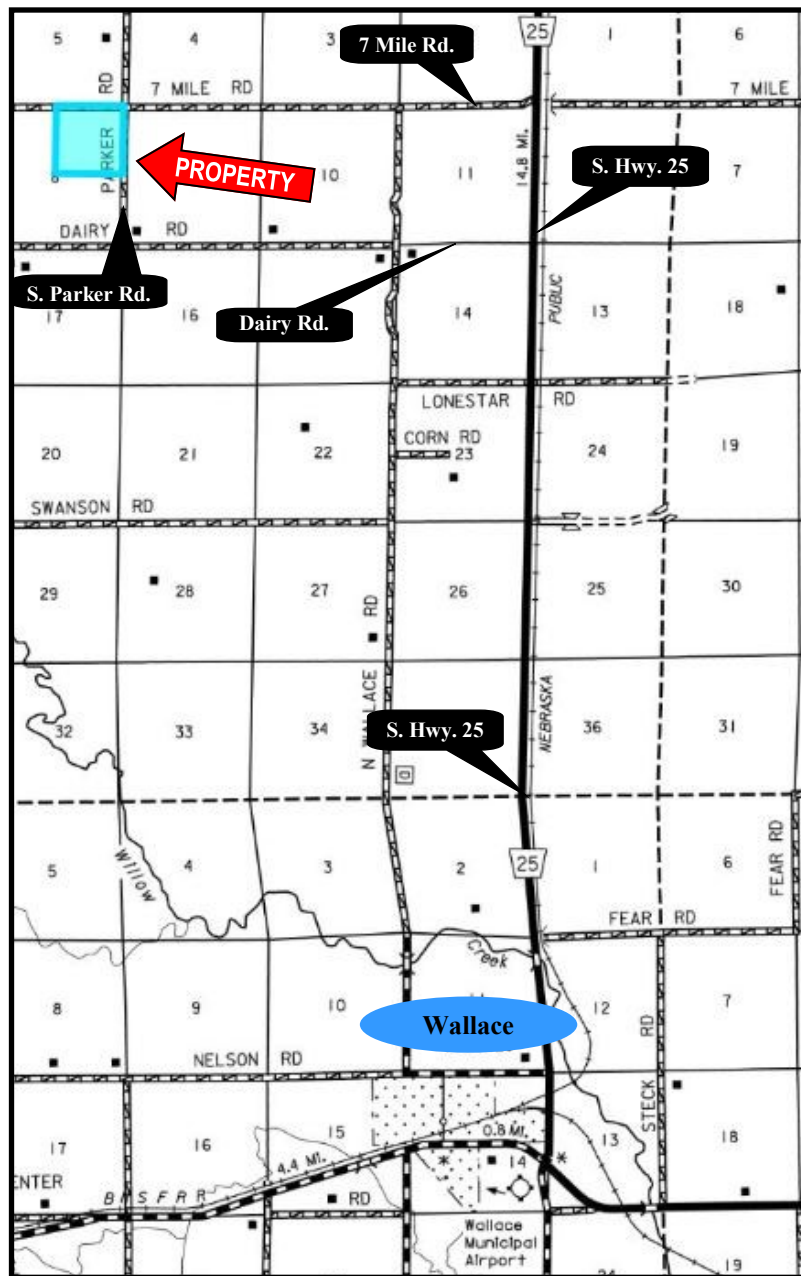 25
5
4
3
1
6
7 Mile Rd.
RD
7 MILE RD
7 MILE
PARKER
PROPERTY
10
11
14.8 MI.
S. Hwy. 25
7
DAIRY RD
S. Parker Rd.
Dairy Rd.
17
16
14
PUBLIC
13
18
LONESTAR RD
CORN RD
20
21
22
23
24
19
SWANSON RD
29
28
27
26
25
30
N WALLACE RD
32
33
34
S. Hwy. 25
NEBRASKA
36
31
5
4
3
2
25
1
6
FEAR RD
Willow
Creek
FEAR RD
8
9
10
12
7
Wallace
NELSON RD
STECK RD
17
16
15
0.8 MI.
14
13
18
4.4 MI.
ENTER
RD
Wallace
Municipal
Airport
19